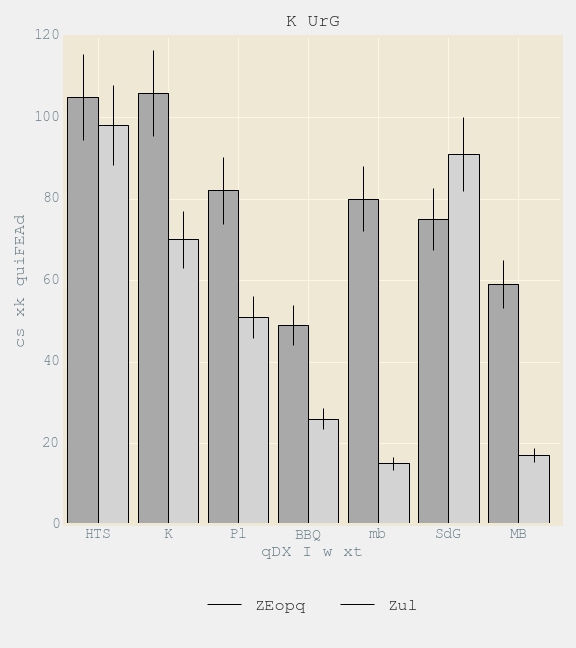 K UrG
120
100
80
60
40
20
0
cs xk quiFEAd
HTS K Pl BBQ mb SdG MB
qDX I w xt
ZEopq Zul